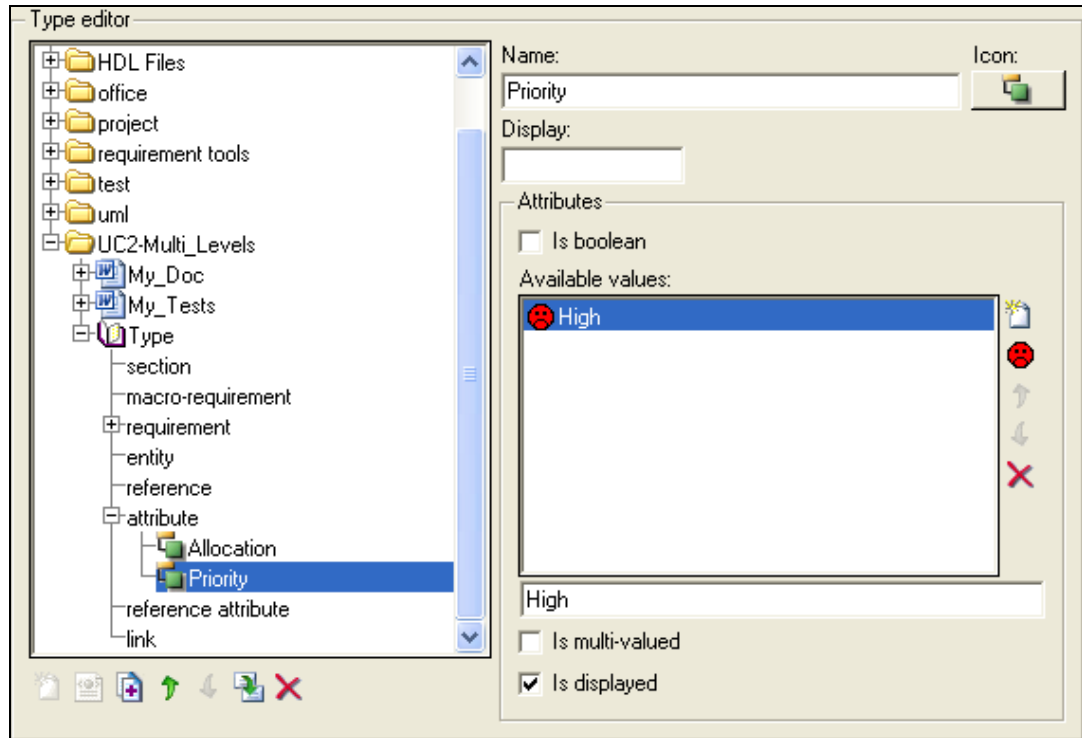 Type editor
HDL Files
office
project
requirement tools
test
uml
UC2-Multi_Levels
My_Doc
My_Tests
Type
section
macro-requirement
requirement
entity
reference
attribute
Allocation
Priority
reference attribute
link
Name:
Icon:
Priority
Display:
Attributes
Is boolean
Available values:
High
High
Is multi-valued
Is displayed